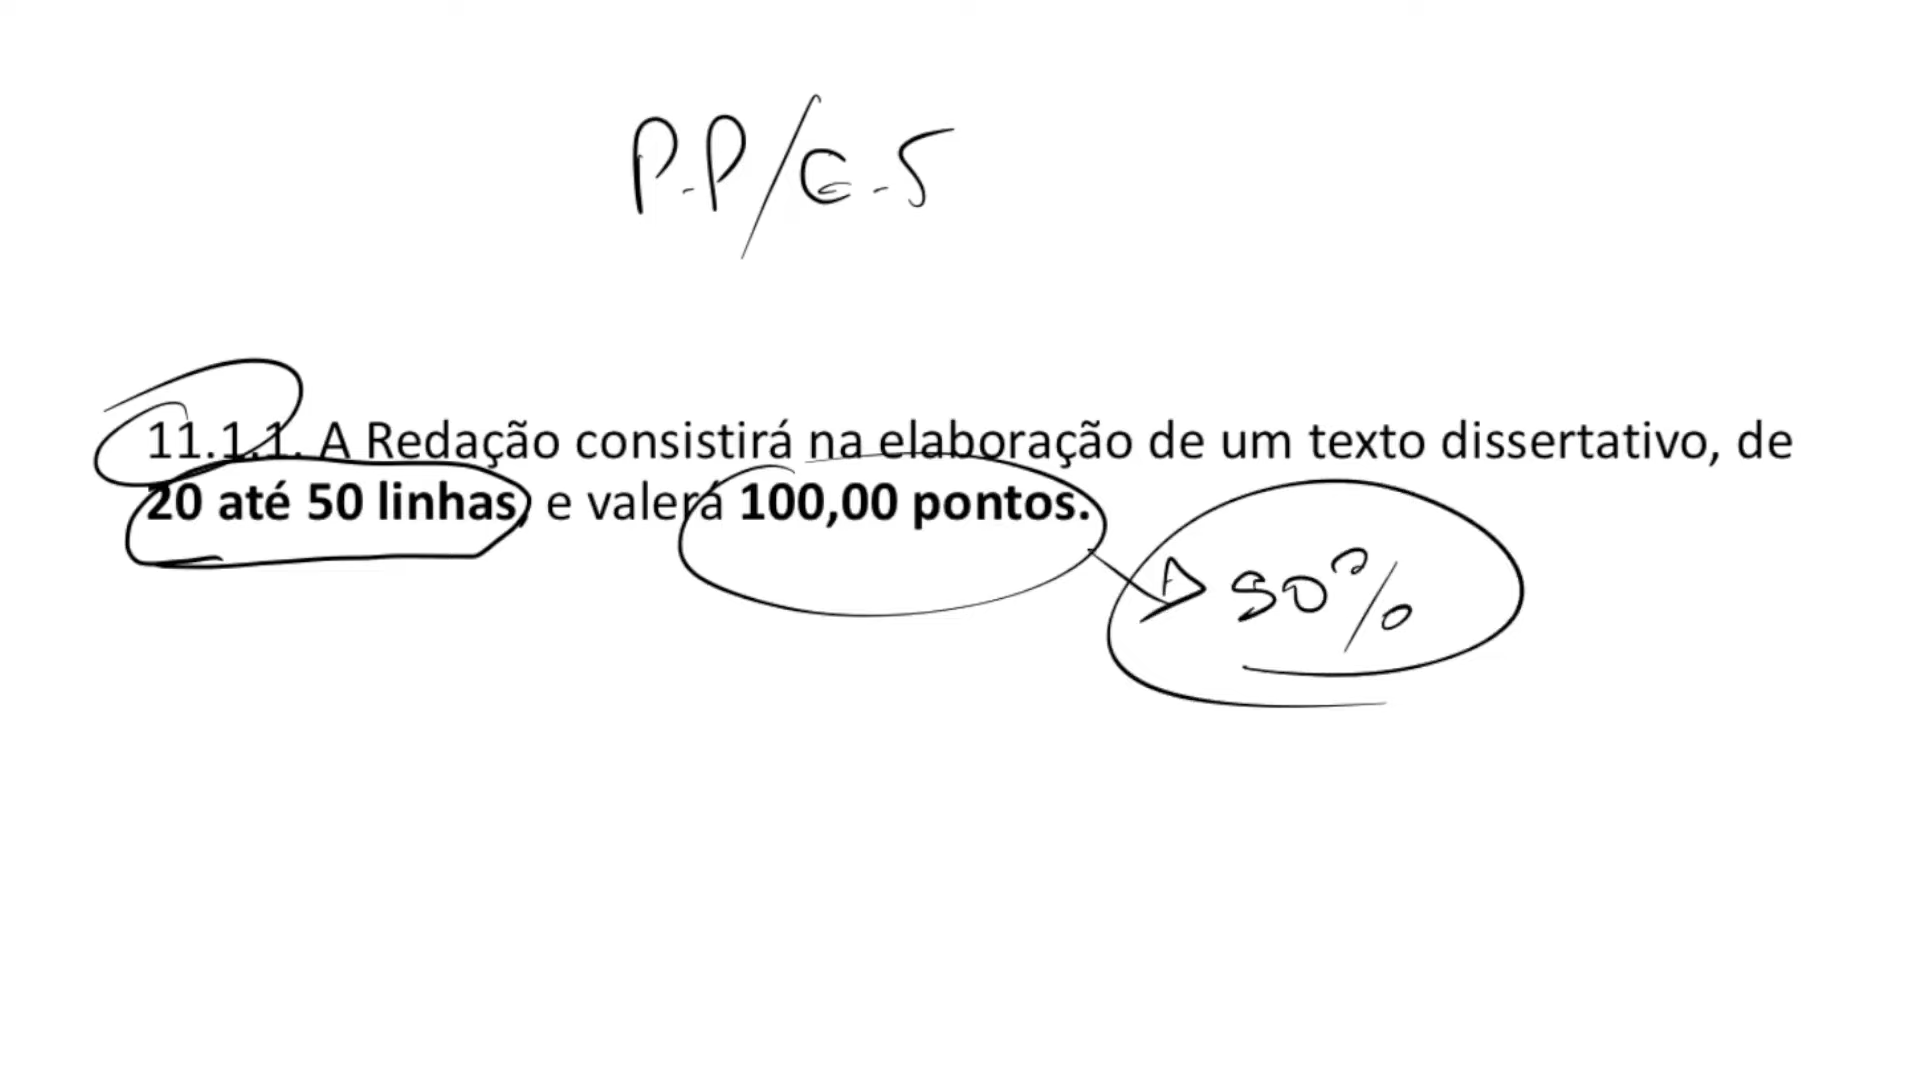 P.P/G.S
11.1.1. A Redação consistirá na elaboração de um texto dissertativo, de
20 até 50 linhas, e valerá 100,00 pontos.
50%